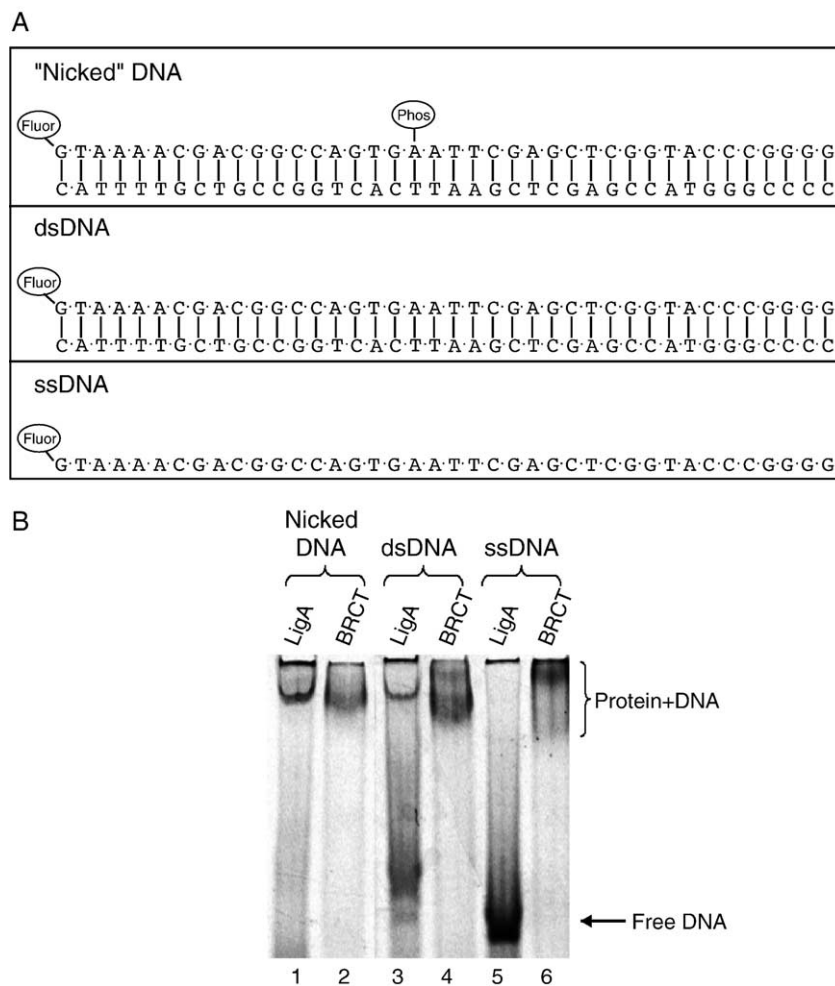 A
"Nicked" DNA
Phos
Fluor
G·T·A·A·A·A·C·G·A·C·G·G·C·C·A·G·T·G·A·A·T·T·C·G·A·G·C·T·C·G·G·T·A·C·C·C·G·G·G·G
C·A·T·T·T·T·G·C·T·G·C·C·G·G·T·C·A·C·T·T·A·A·G·C·T·C·G·A·G·C·C·A·T·G·G·G·C·C·C·C
dsDNA
Fluor
G·T·A·A·A·A·C·G·A·C·G·G·C·C·A·G·T·G·A·A·T·T·C·G·A·G·C·T·C·G·G·T·A·C·C·C·G·G·G·G
C·A·T·T·T·T·G·C·T·G·C·C·G·G·T·C·A·C·T·T·A·A·G·C·T·C·G·A·G·C·C·A·T·G·G·G·C·C·C·C
ssDNA
Fluor
G·T·A·A·A·A·C·G·A·C·G·G·C·C·A·G·T·G·A·A·T·T·C·G·A·G·C·T·C·G·G·T·A·C·C·C·G·G·G·G
B
Nicked
DNA dsDNA ssDNA
LigA BRCT LigA BRCT LigA BRCT
Protein+DNA
Free DNA
1 2 3 4 5 6